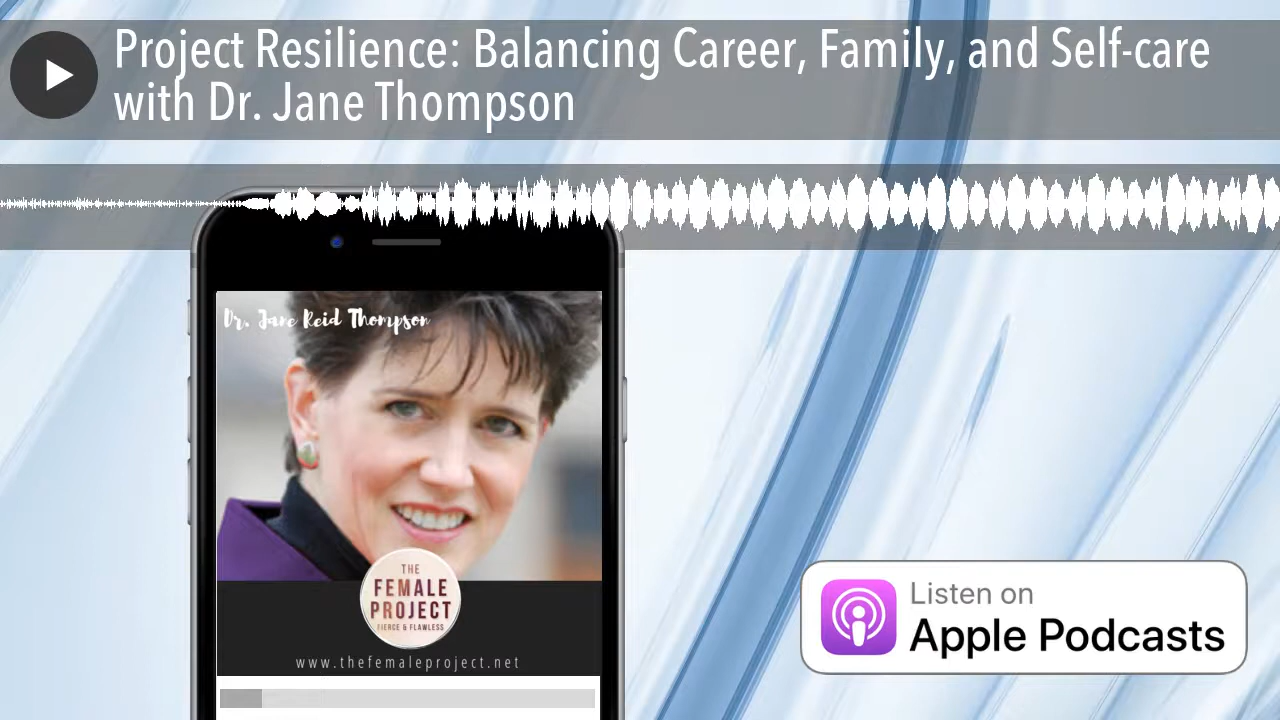 Project Resilience: Balancing Career, Family, and Self-care
with Dr. Jane Thompson
Dr. Jane Reid Thompson
THE
FEMALE
PROJECT
FIERCE & FLAWLESS
www.thefemaleproject.net
Listen on
Apple Podcasts